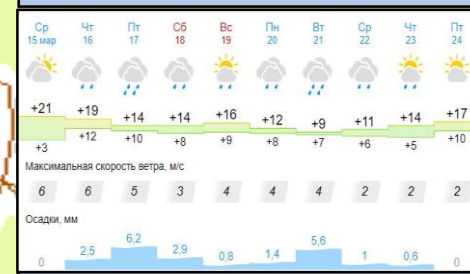 Ср Чт Пт Сб Вс Пн Вт Ср Чт Пт
15 мар 16 17 18 19 20 21 22 23 24
+21 +19 +14 +14 +16 +12 +9 +11 +14 +17
+3 +12 +10 +8 +9 +8 +7 +6 +5 +10
Максимальная скорость ветра, м/с
6 6 5 3 4 4 4 2 2 2
Осадки, мм
0 2,5 6,2 2,9 0,8 1,4 5,6 1 0,6 0